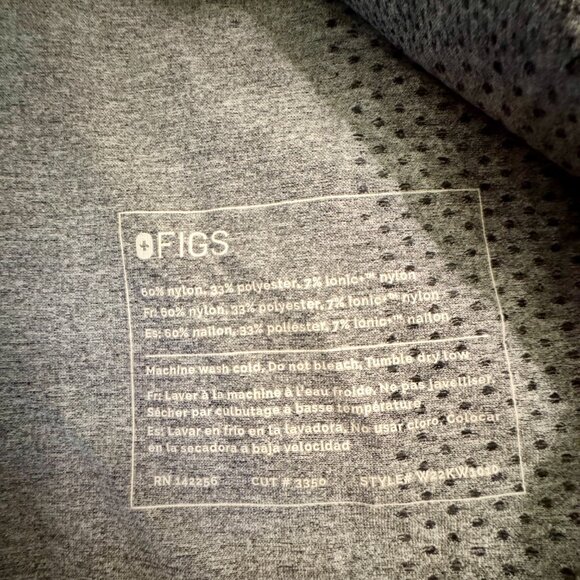 FIGS
60% nylon, 33% polyester, 7% Ionic+™ nylon
Fr: 60% nylon, 33% polyester, 7% Ionic+™ nylon
Es: 60% nailon, 33% poliéster, 7% Ionic+™ nailon
Machine wash cold, Do not bleach, Tumble dry low
Fr: Laver à la machine à l'eau froide. Ne pas javelliser.
Sécher par culbutage à basse température
Es: Lavar en frío en la lavadora. No usar cloro. Colocar
en la secadora a baja velocidad
RN 142256 CUT # 3350 STYLE# W22KW1010